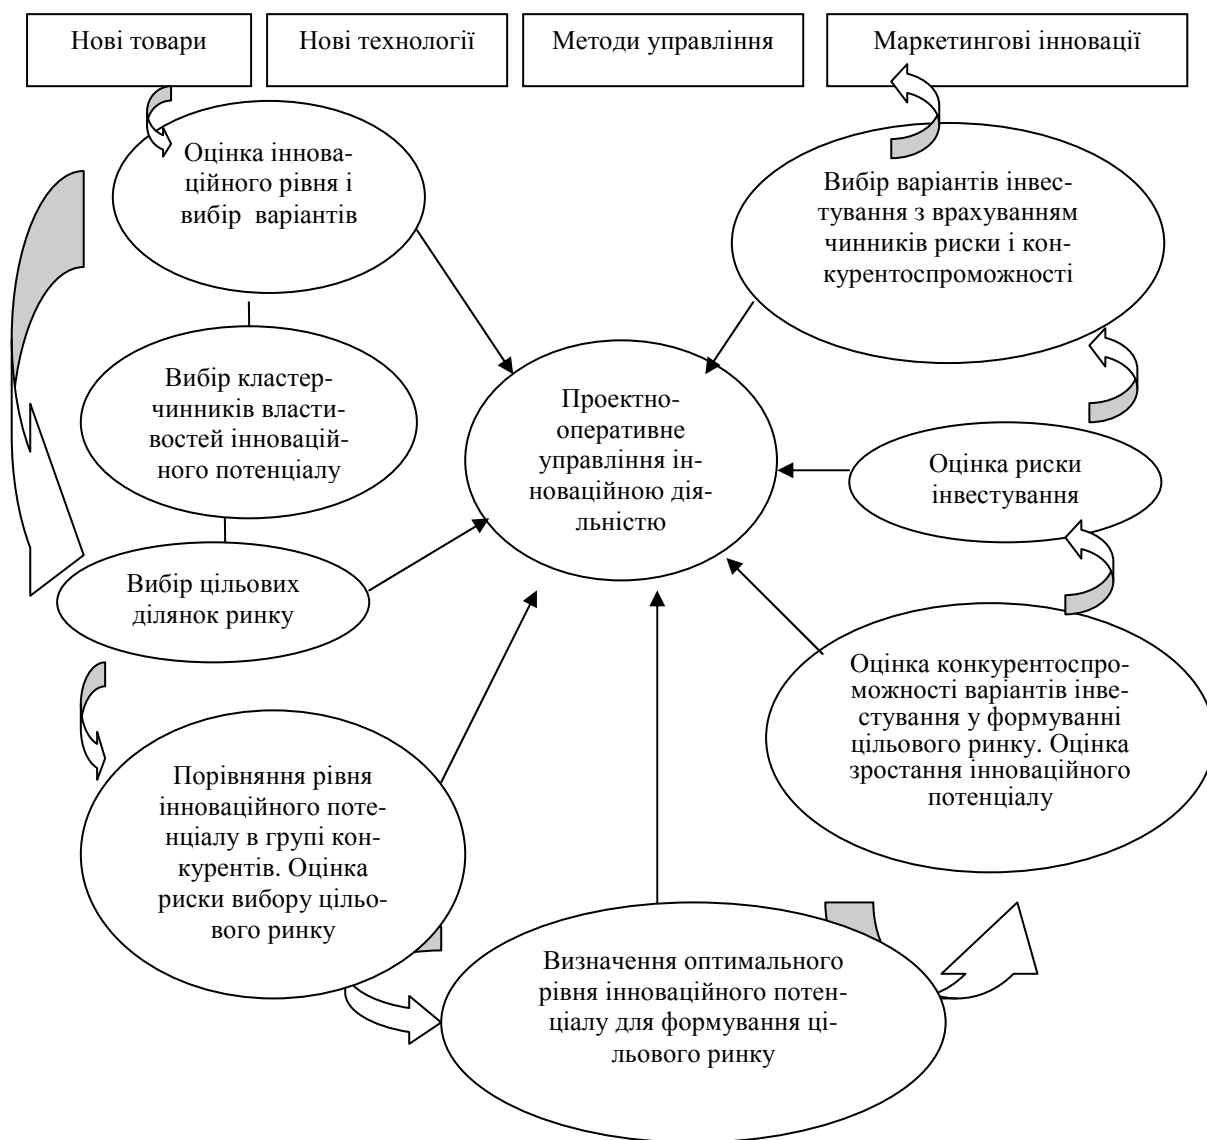 Нові товари
Нові технології
Методи управління
Маркетингові інновації
Оцінка іннова-
ційного рівня і
вибір варіантів
Вибір варіантів інвес-
тування з врахуванням
чинників риски і кон-
курентоспроможності
Вибір кластер-
чинників власти-
востей інновацій-
ного потенціалу
Проектно-
оперативне
управління ін-
новаційною дія-
льністю
Оцінка риски
інвестування
Вибір цільових
ділянок ринку
Оцінка конкурентоспро-
можності варіантів інве-
стування у формуванні
цільового ринку. Оцінка
зростання інноваційного
потенціалу
Порівняння рівня
інноваційного поте-
нціалу в групі кон-
курентів. Оцінка
риски вибору цільо-
вого ринку
Визначення оптимального
рівня інноваційного потен-
ціалу для формування ці-
льового ринку